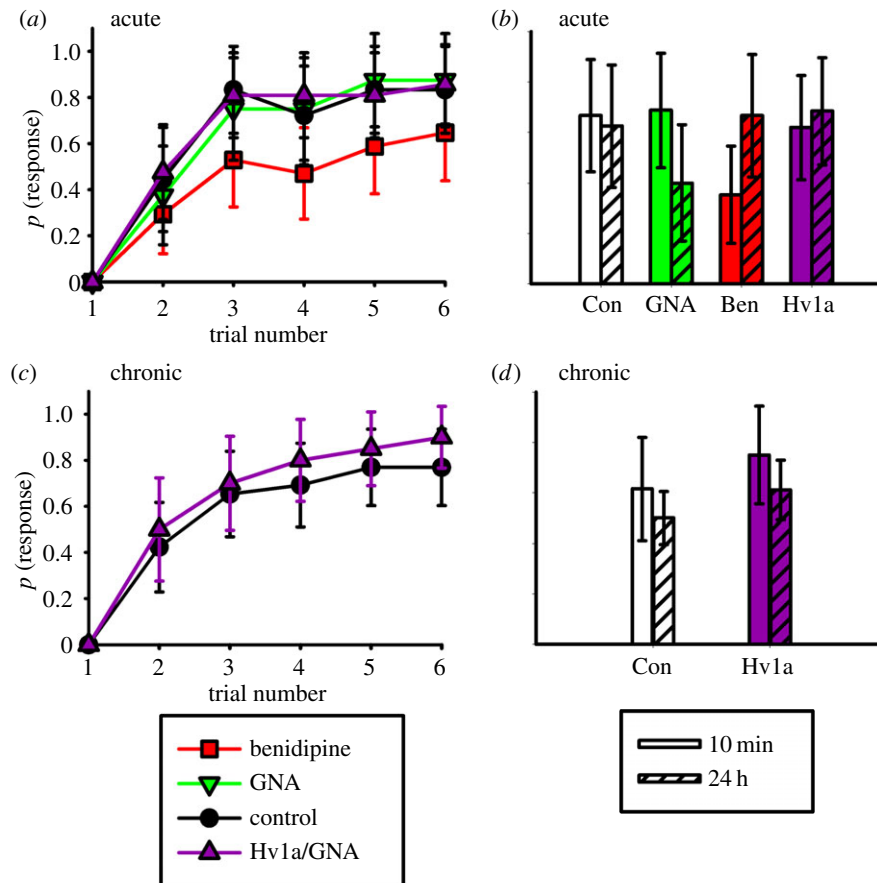 (a) acute
1.0
0.8
0.6
0.4
0.2
0
p (response)
1 2 3 4 5 6
trial number
(b) acute
Con GNA Ben Hv1a
(c) chronic
1.0
0.8
0.6
0.4
0.2
0
p (response)
1 2 3 4 5 6
trial number
(d) chronic
Con Hv1a
benidipine
GNA
control
Hv1a/GNA
10 min
24 h